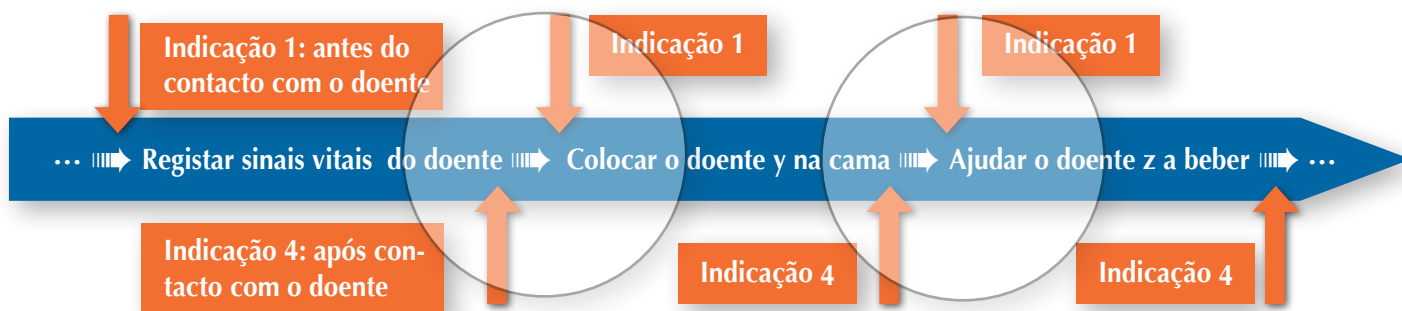 Indicação 1: antes do
contacto com o doente
Indicação 1
Indicação 1
... Registar sinais vitais do doente Colocar o doente y na cama Ajudar o doente z a beber ...
Indicação 4: após con-
tacto com o doente
Indicação 4
Indicação 4